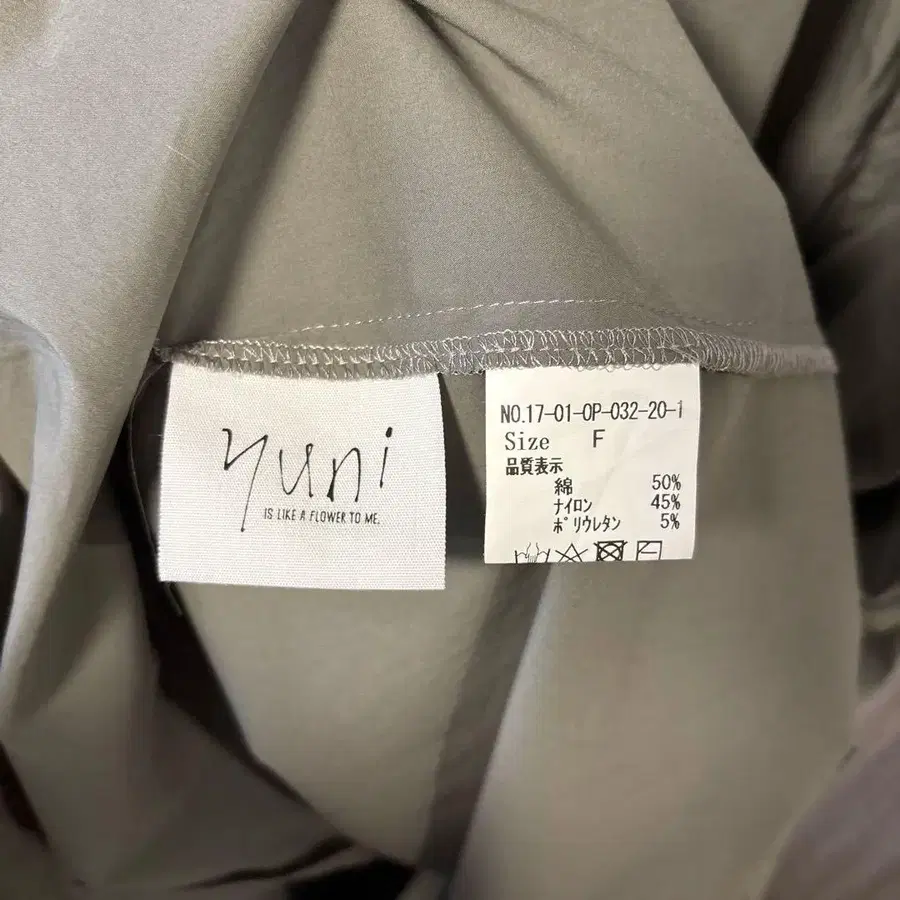 yuni
IS LIKE A FLOWER TO ME.
NO.17-01-OP-032-20-1
Size F
品質表示
綿 50%
ナイロン 45%
ポリウレタン 5%